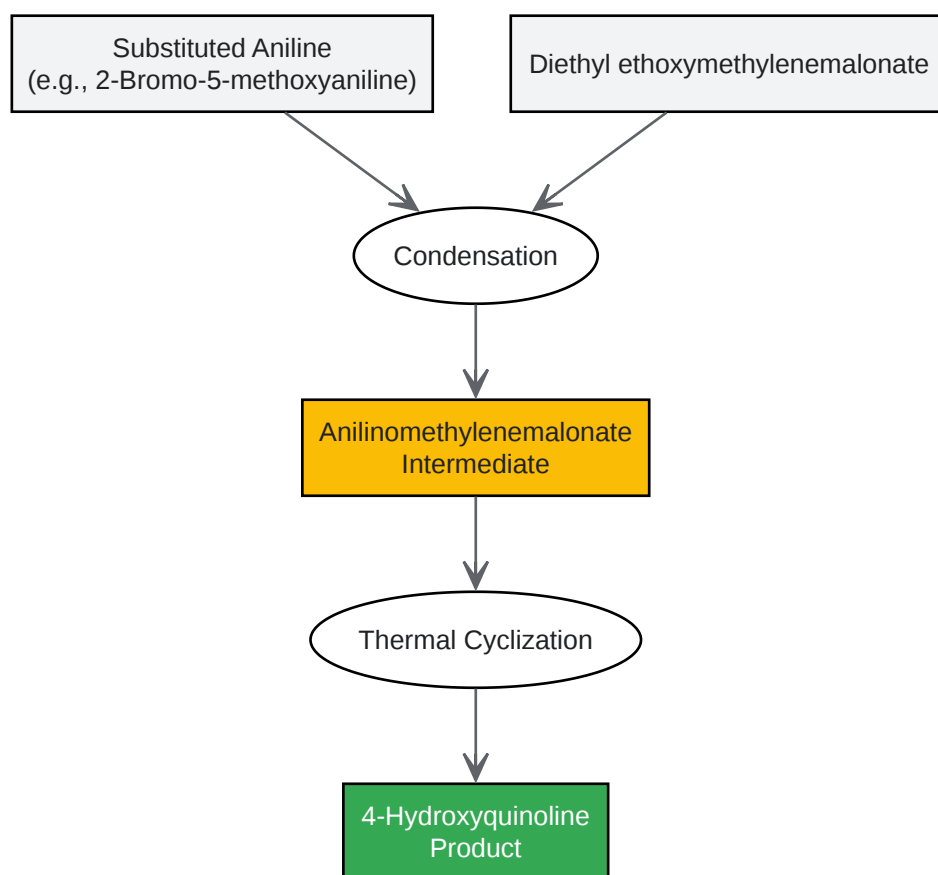 Substituted Aniline
(e.g., 2-Bromo-5-methoxyaniline)
Diethyl ethoxymethylenemalonate
Condensation
Anilinomethylenemalonate
Intermediate
Thermal Cyclization
4-Hydroxyquinoline
Product